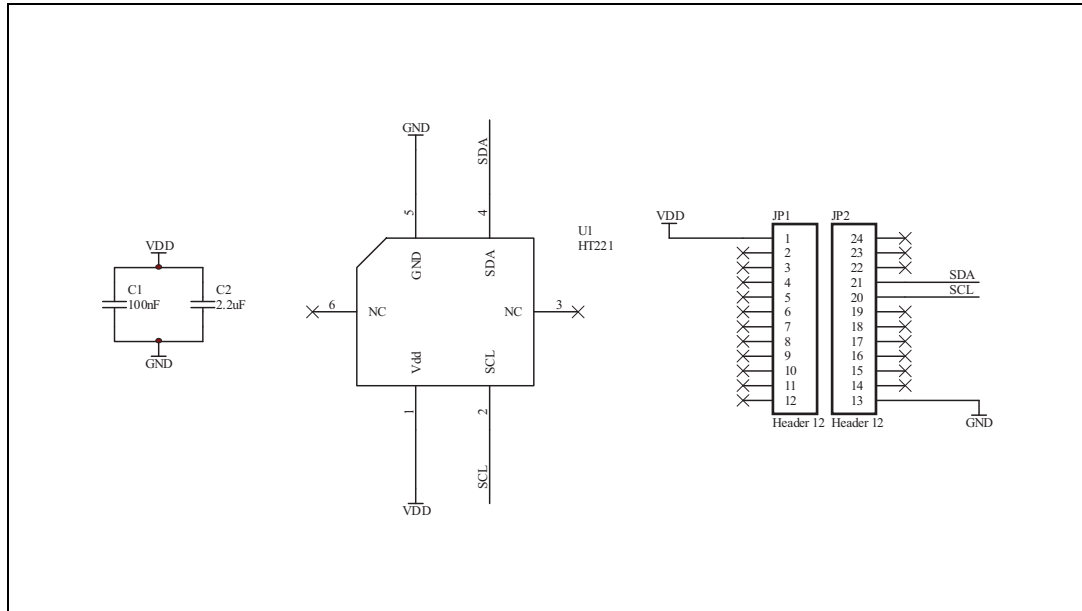 VDD
C1
100nF
C2
2.2uF
GND
GND
SDA
5
4
GND
SDA
U1
HT221
6
NC
NC
3
Vdd
SCL
1
2
SCL
VDD
VDD
JP1
1
2
3
4
5
6
7
8
9
10
11
12
Header 12
JP2
24
23
22
21
20
19
18
17
16
15
14
13
Header 12
SDA
SCL
GND